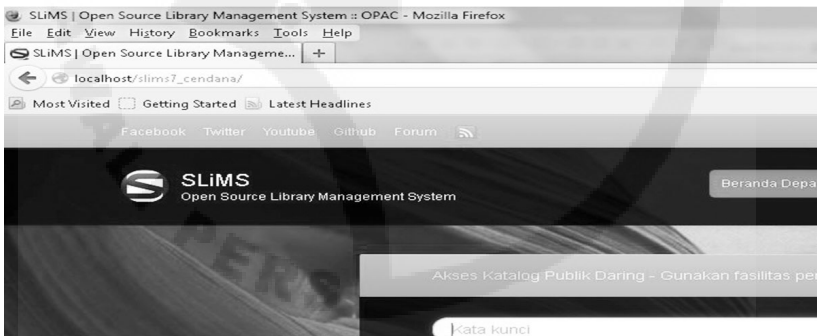 SLiMS | Open Source Library Management System :: OPAC - Mozilla Firefox
File Edit View History Bookmarks Tools Help
SLiMS | Open Source Library Manageme... +
localhost/slims7_cendana/
Most Visited Getting Started Latest Headlines
Facebook Twitter Youtube Github Forum
SLiMS
Open Source Library Management System
Beranda Depa
Akses Katalog Publik Daring - Gunakan fasilitas pe
Kata kunci